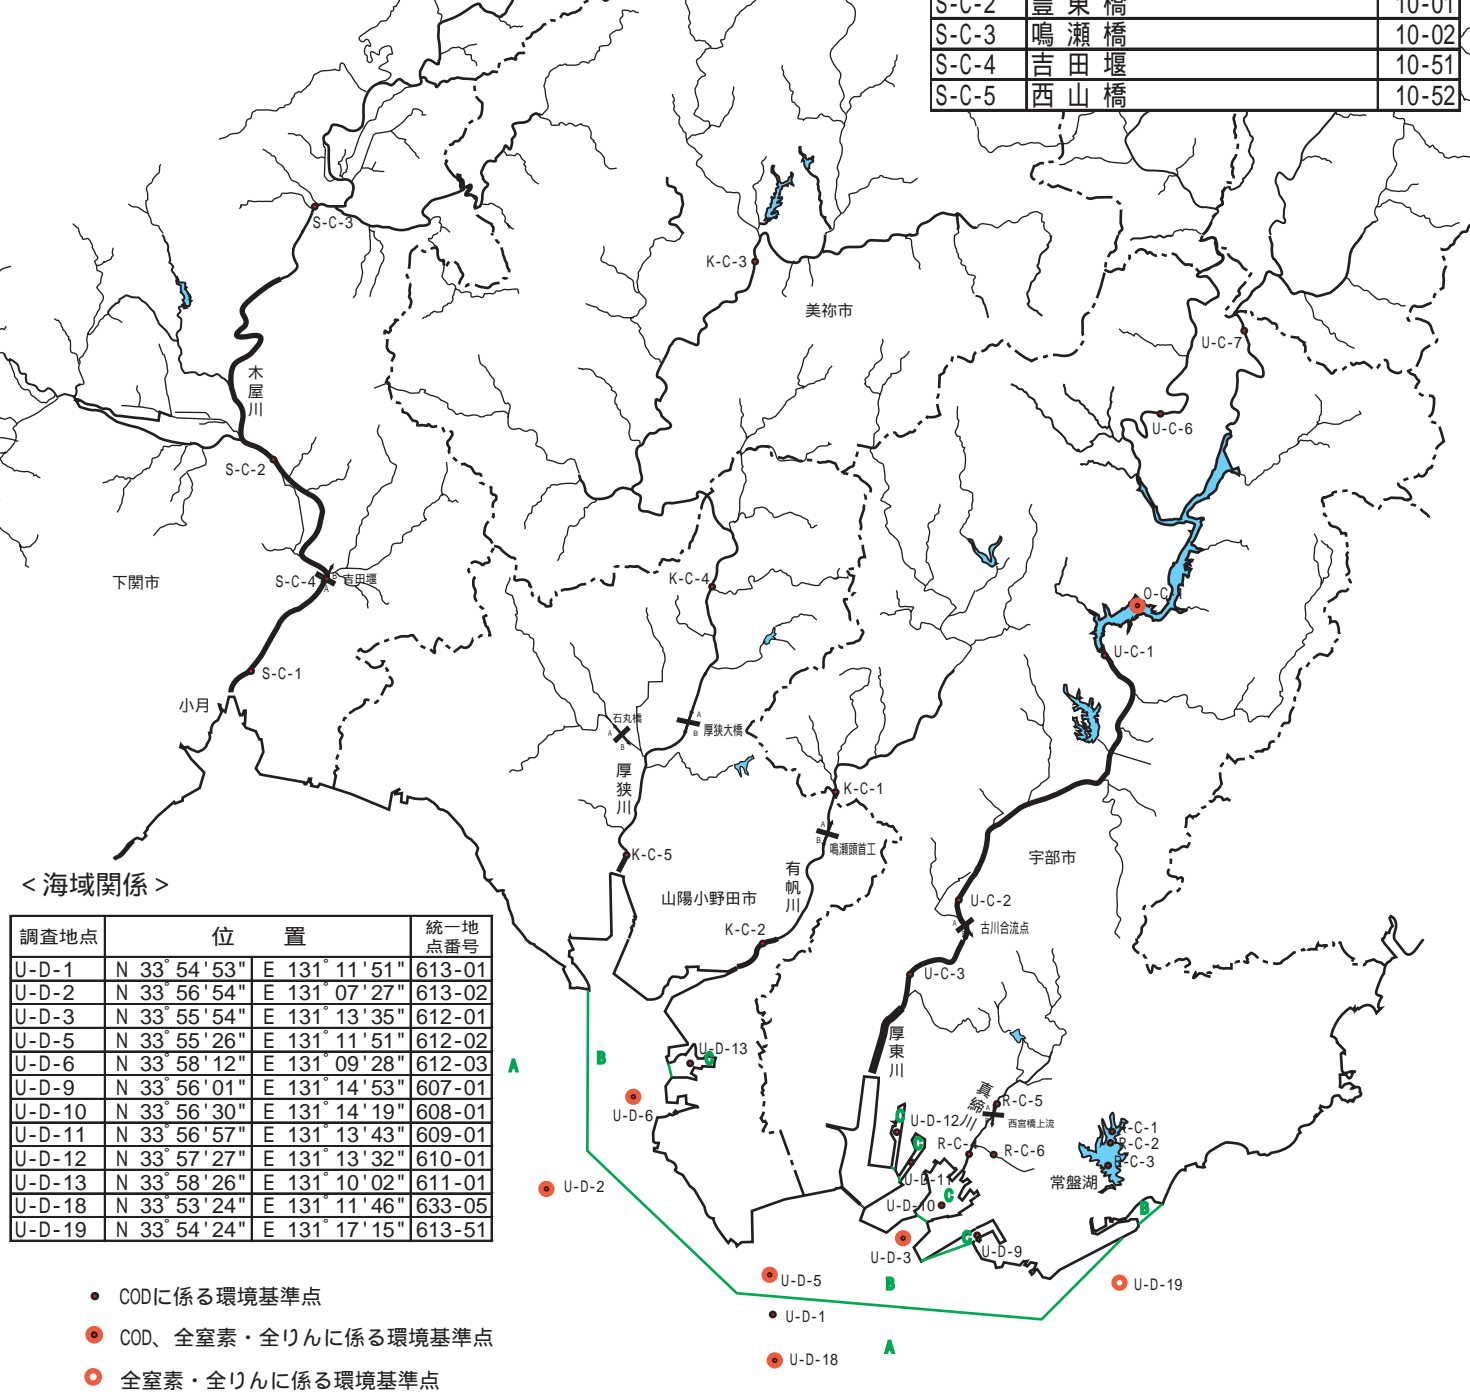 S-C-2 豊東橋 10-01
S-C-3 鳴瀬橋 10-02
S-C-4 吉田堰 10-51
S-C-5 西山橋 10-52
S-C-3
K-C-3
美祢市
U-C-7
木屋川
U-C-6
S-C-2
下関市
S-C-4
B
吉田堰
A
K-C-4
O-C-1
U-C-1
S-C-1
小月
石丸橋
A
B
A
B
厚狭大橋
厚狭川
K-C-1
A
B
鳴瀬頭首工
K-C-5
宇部市
有帆川
山陽小野田市
U-C-2
K-C-2
A
古川合流点
U-C-3
<海域関係>
調査地点 位置 統一地点番号
U-D-1 N 33°54'53" E 131°11'51" 613-01
U-D-2 N 33°56'54" E 131°07'27" 613-02
U-D-3 N 33°55'54" E 131°13'35" 612-01
U-D-5 N 33°55'26" E 131°11'51" 612-02
U-D-6 N 33°58'12" E 131°09'28" 612-03
U-D-9 N 33°56'01" E 131°14'53" 607-01
U-D-10 N 33°56'30" E 131°14'19" 608-01
U-D-11 N 33°56'57" E 131°13'43" 609-01
U-D-12 N 33°57'27" E 131°13'32" 610-01
U-D-13 N 33°58'26" E 131°10'02" 611-01
U-D-18 N 33°53'24" E 131°11'46" 633-05
U-D-19 N 33°54'24" E 131°17'15" 613-51
厚東川
A
B
U-D-13
C
U-D-6
真締川
R-C-5
A
西宮橋上流
C
U-D-12
C
R-C-4
R-C-6
R-C-1
R-C-2
R-C-3
常盤湖
U-D-2
U-D-11
C
U-D-10
B
C
U-D-9
U-D-3
U-D-5
B
U-D-19
U-D-1
A
U-D-18
CODに係る環境基準点
COD、全窒素・全りんに係る環境基準点
全窒素・全りんに係る環境基準点